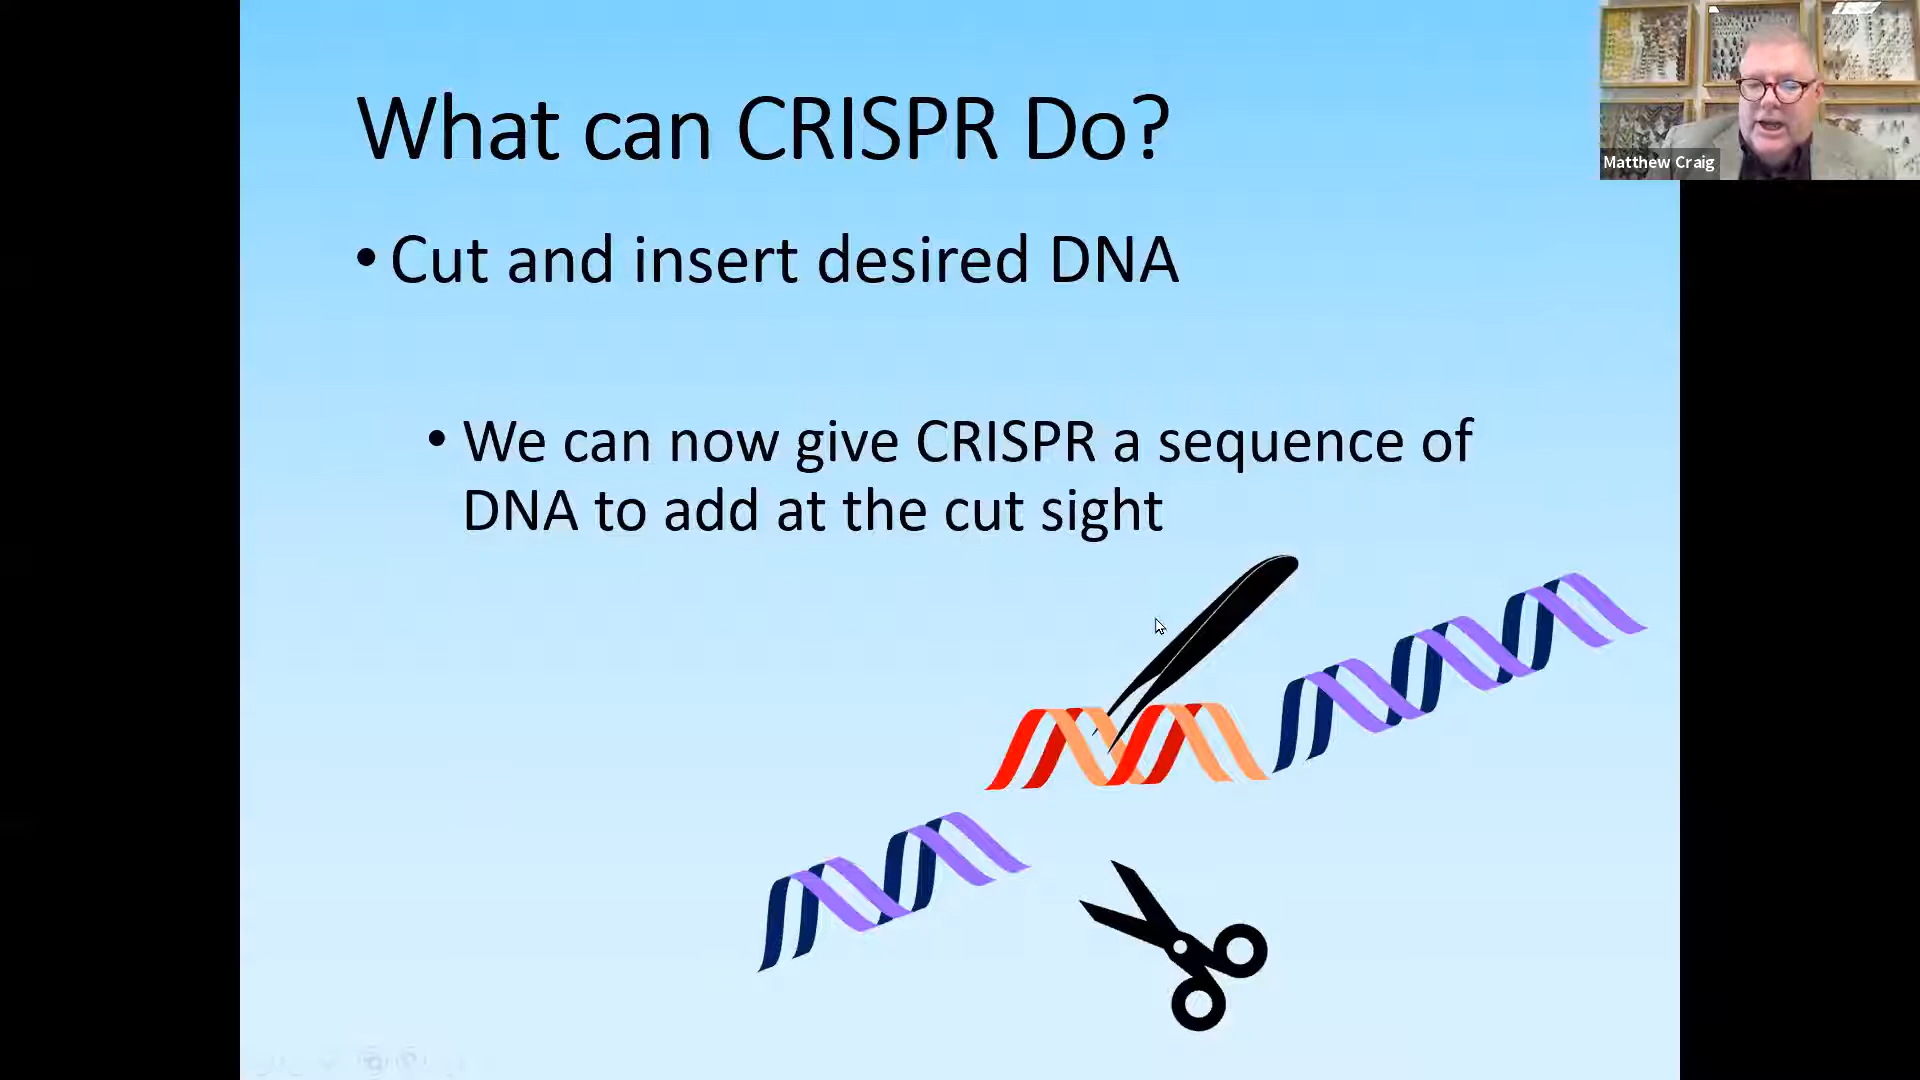 What can CRISPR Do?
• Cut and insert desired DNA
• We can now give CRISPR a sequence of
DNA to add at the cut sight
Matthew Craig